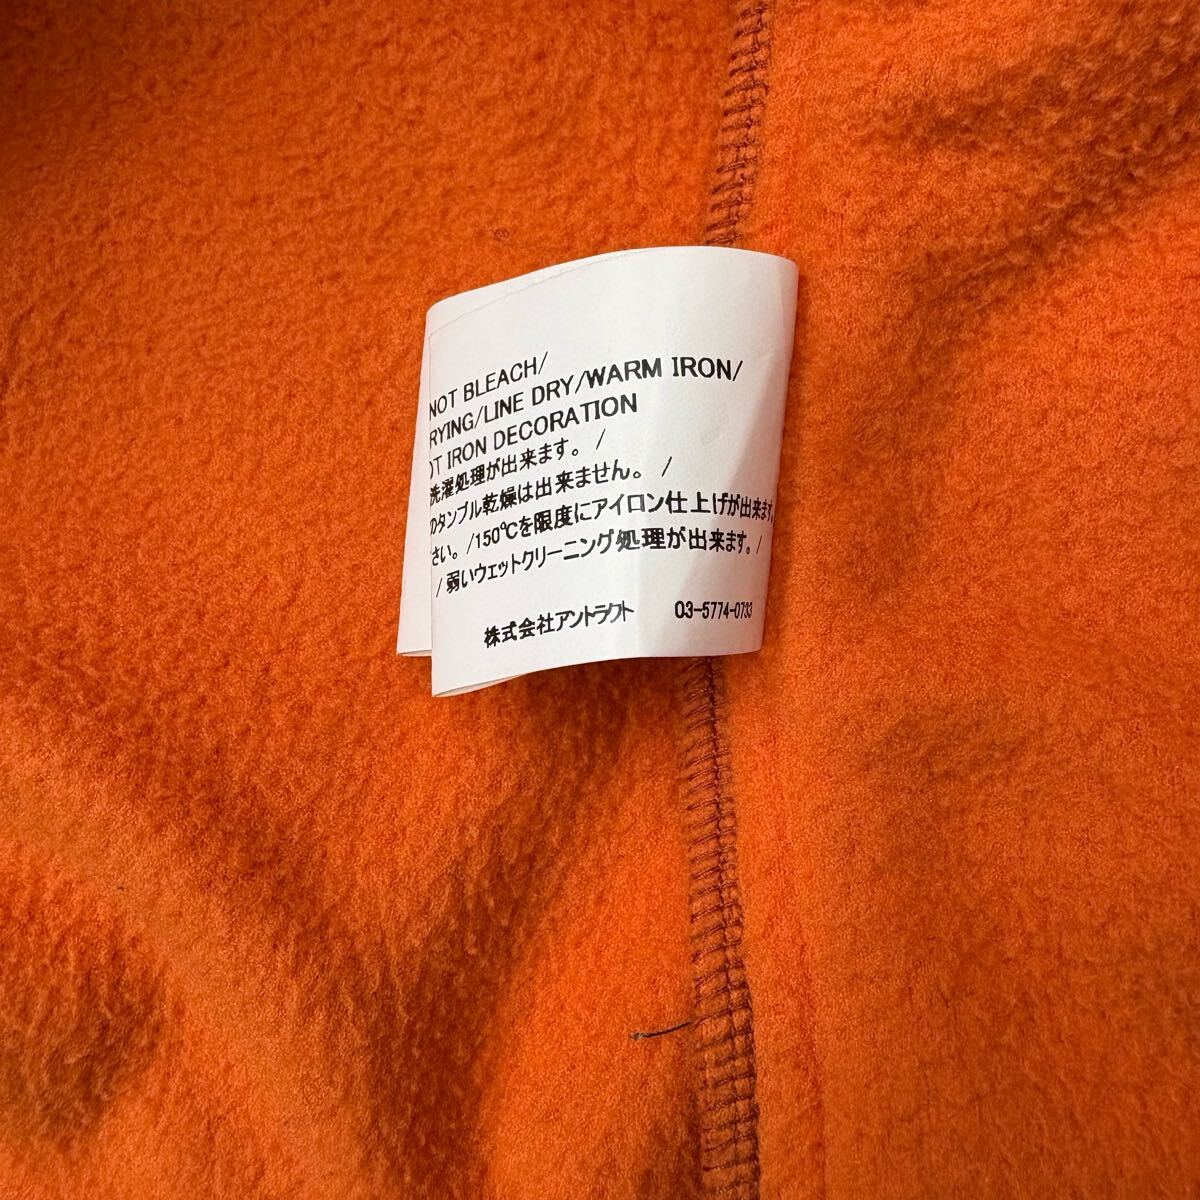 NOT BLEACH/
RYING/LINE DRY/WARM IRON/
OT IRON DECORATION
洗濯処理が出来ます。 /
のタンブル乾燥は出来ません。 /
さい。/150℃を限度にアイロン仕上げが出来ます
/ 弱いウェットクリーニング処理が出来ます。/
株式会社アントラクト 03-5774-0733